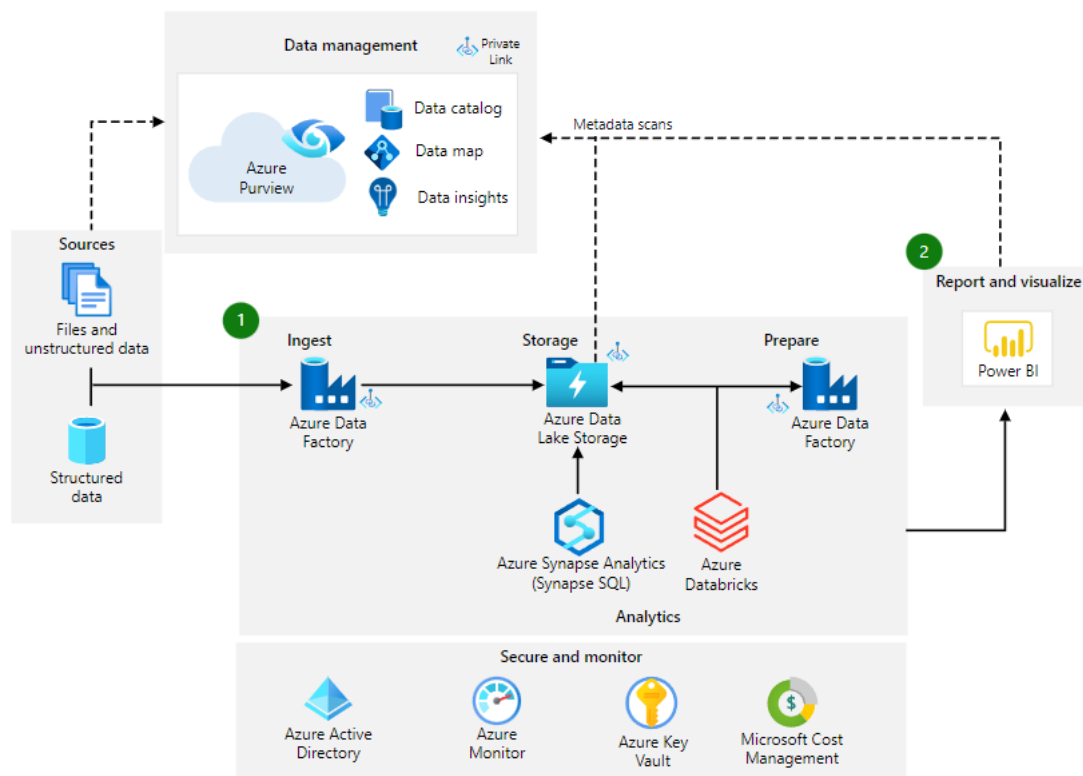 Data management
Private
Link
Data catalog
Azure
Purview
Data map
Data insights
Metadata scans
Sources
Files and
unstructured data
Structured
data
1
Ingest
Azure Data
Factory
Storage
Azure Data
Lake Storage
Prepare
Azure Data
Factory
Azure Synapse Analytics
(Synapse SQL)
Azure
Databricks
Analytics
2
Report and visualize
Power BI
Secure and monitor
Azure Active
Directory
Azure
Monitor
Azure Key
Vault
$
Microsoft Cost
Management